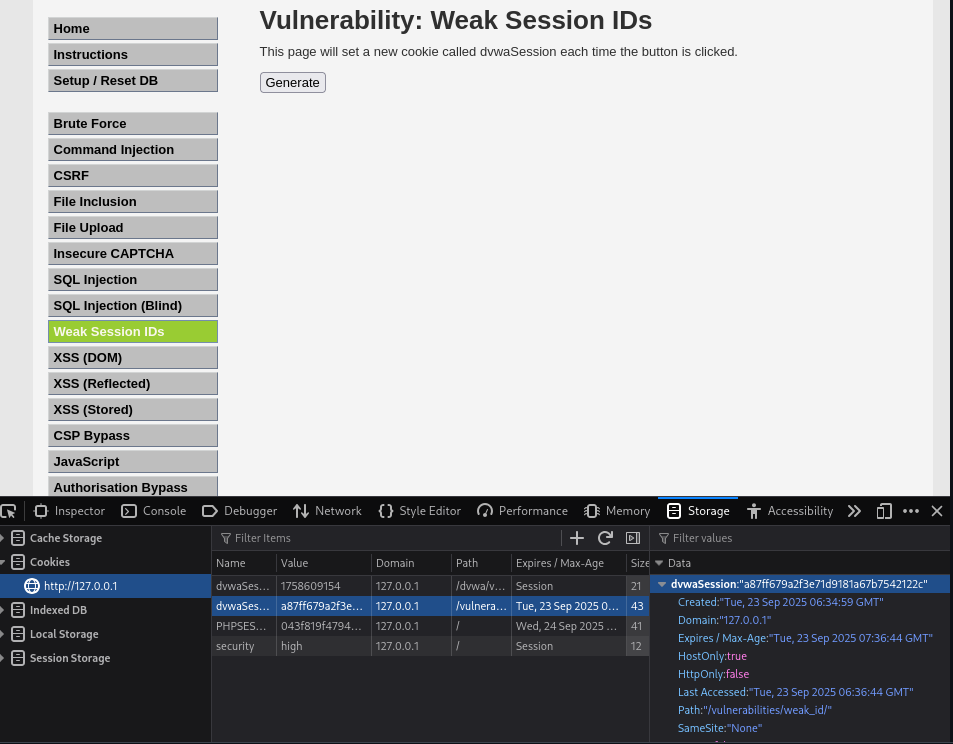 Vulnerability: Weak Session IDs
This page will set a new cookie called dvwaSession each time the button is clicked.
Generate
Home
Instructions
Setup / Reset DB
Brute Force
Command Injection
CSRF
File Inclusion
File Upload
Insecure CAPTCHA
SQL Injection
SQL Injection (Blind)
Weak Session IDs
XSS (DOM)
XSS (Reflected)
XSS (Stored)
CSP Bypass
JavaScript
Authorisation Bypass
Inspector Console Debugger Network Style Editor Performance Memory Storage Accessibility
Cache Storage
Cookies
http://127.0.0.1
Indexed DB
Local Storage
Session Storage
Filter Items
Name Value Domain Path Expires / Max-Age Size
dvwaSes... 1758609154 127.0.0.1 /dvwa/v... Session 21
dvwaSes... a87ff679a2f3e... 127.0.0.1 /vulnera... Tue, 23 Sep 2025 0... 43
PHPSES... 043f819f4794... 127.0.0.1 / Wed, 24 Sep 2025 ... 41
security high 127.0.0.1 / Session 12
Filter values
Data
dvwaSession:"a87ff679a2f3e71d9181a67b7542122c"
Created:"Tue, 23 Sep 2025 06:34:59 GMT"
Domain:"127.0.0.1"
Expires / Max-Age:"Tue, 23 Sep 2025 07:36:44 GMT"
HostOnly:true
HttpOnly:false
Last Accessed:"Tue, 23 Sep 2025 06:36:44 GMT"
Path:"/vulnerabilities/weak_id/"
SameSite:"None"